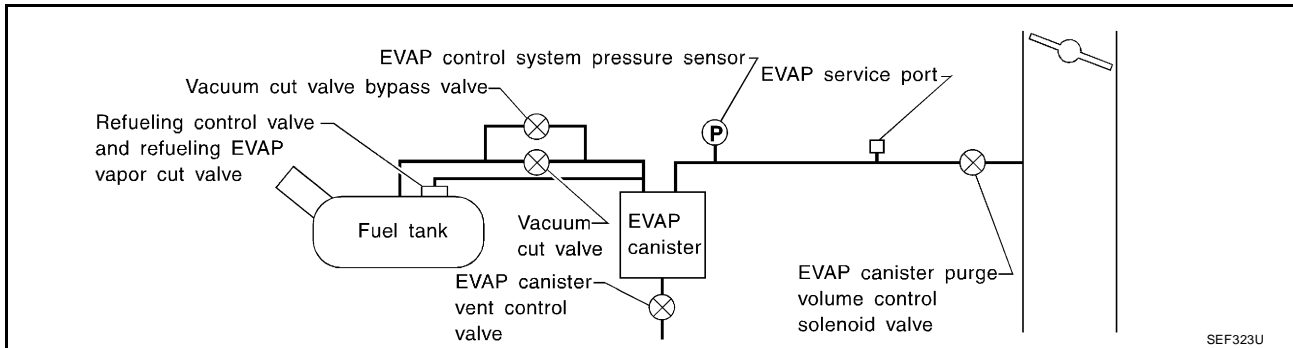 EVAP control system pressure sensor
EVAP service port
Vacuum cut valve bypass valve
Refueling control valve
and refueling EVAP
vapor cut valve
P
Fuel tank
Vacuum
cut valve
EVAP
canister
EVAP canister
vent control
valve
EVAP canister purge
volume control
solenoid valve
SEF323U